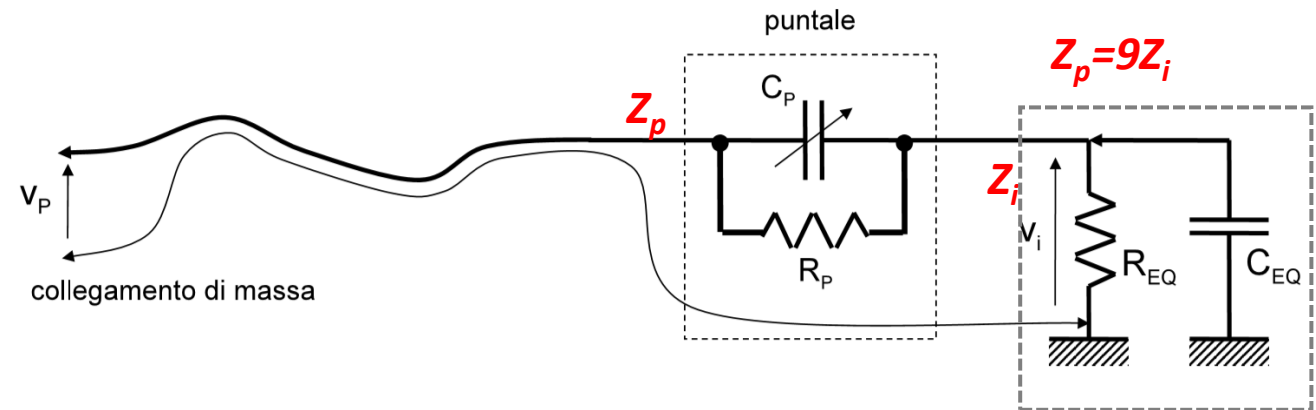 puntale
Z_p=9Z_i
C_P
Z_p
Z_i
v_P
v_i
R_EQ
C_EQ
R_P
collegamento di massa